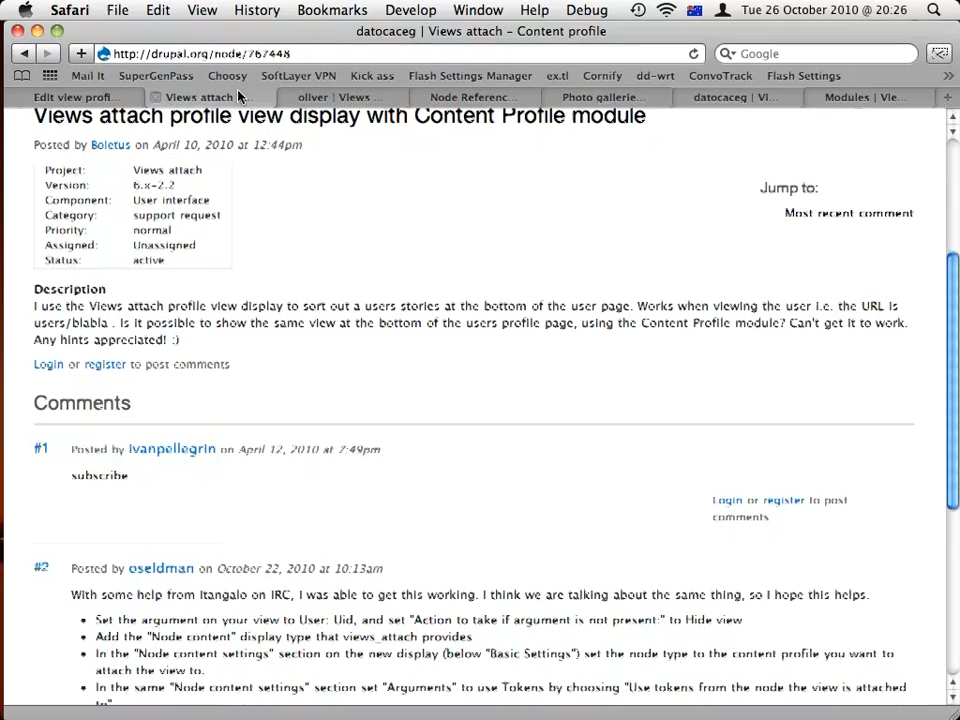 Safari File Edit View History Bookmarks Develop Window Help Debug Tue 26 October 2010 @ 20:26
datocaceg | Views attach – Content profile
http://drupal.org/node/767448 Google
Mail It SuperGenPass Choosy SoftLayer VPN Kick ass Flash Settings Manager ex.tl Cornify dd-wrt ConvoTrack Flash Settings »
Edit view profi... Views attach ... oliver | Views ... Node Referenc... Photo gallerie... datocaceg | Vi... Modules | Vie... +
Views attach profile view display with Content Profile module
Posted by Boletus on April 10, 2010 at 12:44pm
Project: Views attach
Version: 6.x-2.2
Component: User interface
Category: support request
Priority: normal
Assigned: Unassigned
Status: active
Jump to:
Most recent comment
Description
I use the Views attach profile view display to sort out a users stories at the bottom of the user page. Works when viewing the user i.e. the URL is
users/blabla . Is it possible to show the same view at the bottom of the users profile page, using the Content Profile module? Can't get it to work.
Any hints appreciated! :)
Login or register to post comments
Comments
#1 Posted by ivanpellegrin on April 12, 2010 at 7:49pm
subscribe
Login or register to post
comments
#2 Posted by oseldman on October 22, 2010 at 10:13am
With some help from Itangalo on IRC, I was able to get this working. I think we are talking about the same thing, so I hope this helps.
• Set the argument on your view to User: Uid, and set "Action to take if argument is not present:" to Hide view
• Add the "Node content" display type that views_attach provides
• In the "Node content settings" section on the new display (below "Basic Settings") set the node type to the content profile you want to
attach the view to.
• In the same "Node content settings" section set "Arguments" to use Tokens by choosing "Use tokens from the node the view is attached
to"